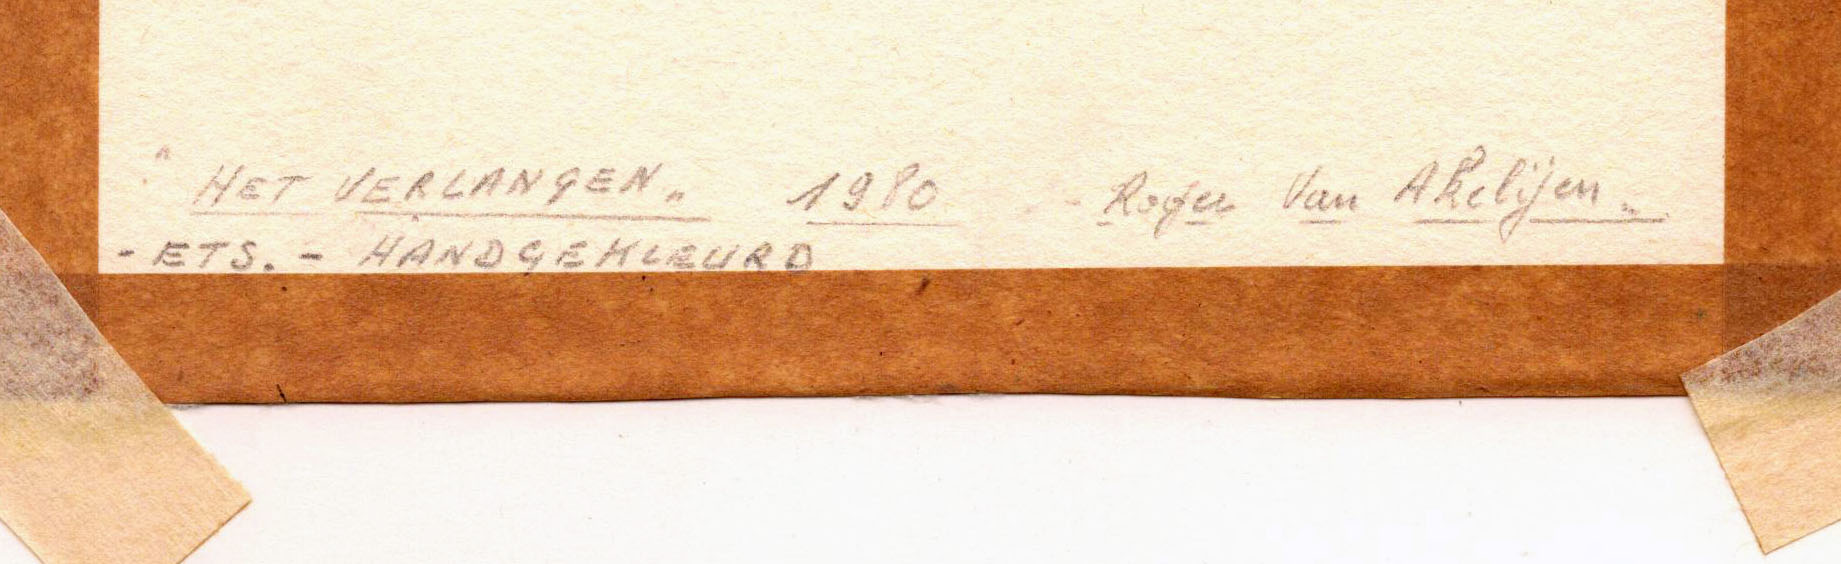 "HET VERLANGEN„ 1980 Roger Van Akelijen.
- ETS. - HANDGEKLEURD